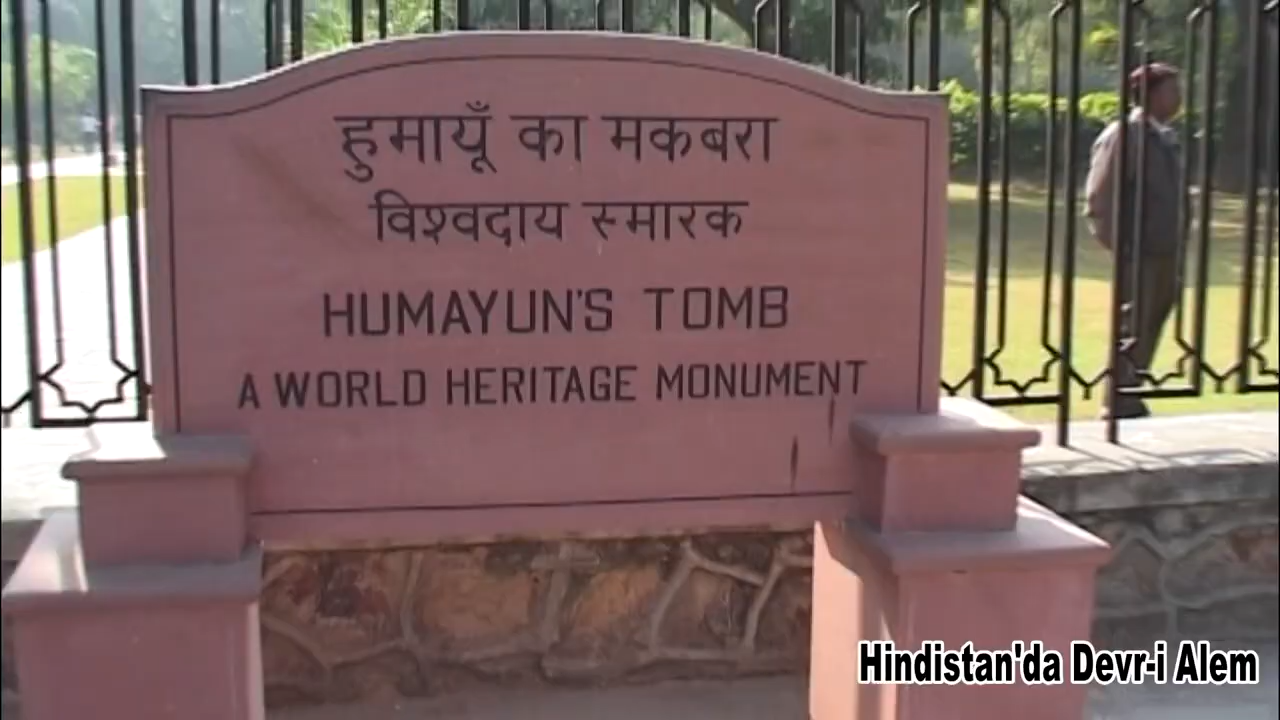 हुमायूँ का मकबरा
विश्वदाय स्मारक
HUMAYUN'S TOMB
A WORLD HERITAGE MONUMENT
Hindistan'da Devr-i Alem